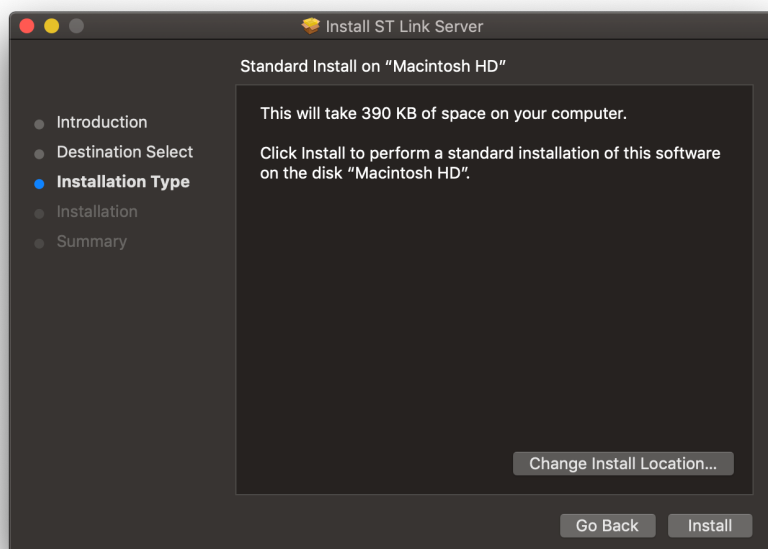 Install ST Link Server
Standard Install on “Macintosh HD”
Introduction
Destination Select
Installation Type
Installation
Summary
This will take 390 KB of space on your computer.
Click Install to perform a standard installation of this software
on the disk “Macintosh HD”.
Change Install Location...
Go Back
Install